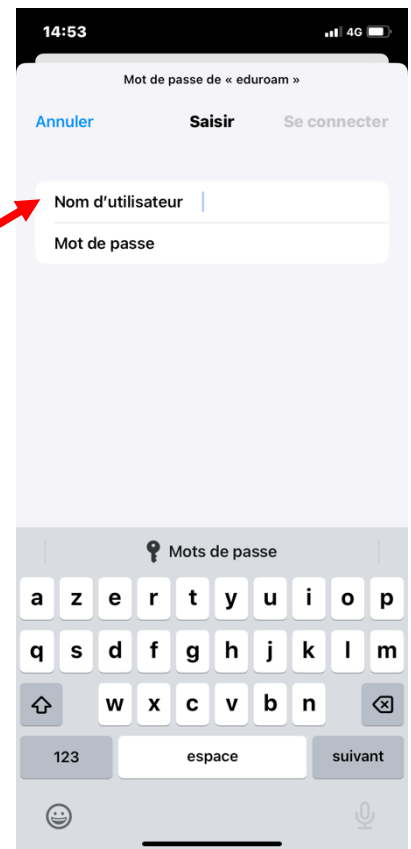 14:53 4G
Mot de passe de « eduroam »
Annuler Saisir Se connecter
Nom d’utilisateur
Mot de passe
Mots de passe
a z e r t y u i o p
q s d f g h j k l m
w x c v b n
123 espace suivant